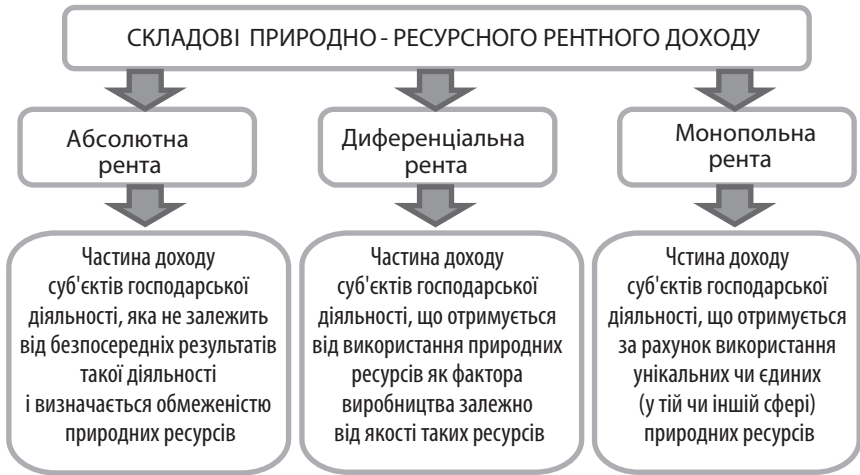 СКЛАДОВІ ПРИРОДНО - РЕСУРСНОГО РЕНТНОГО ДОХОДУ
Абсолютна
рента
Диференціальна
рента
Монопольна
рента
Частина доходу
суб'єктів господарської
діяльності, яка не залежить
від безпосередніх результатів
такої діяльності
і визначається обмеженістю
природних ресурсів
Частина доходу
суб'єктів господарської
діяльності, що отримується
від використання природних
ресурсів як фактора
виробництва залежно
від якості таких ресурсів
Чстина доходу
суб'єктів господарської
діяльності, що отримується
за рахунок використання
унікальних чи єдиних
(у тій чи іншій сфері)
природних ресурсів